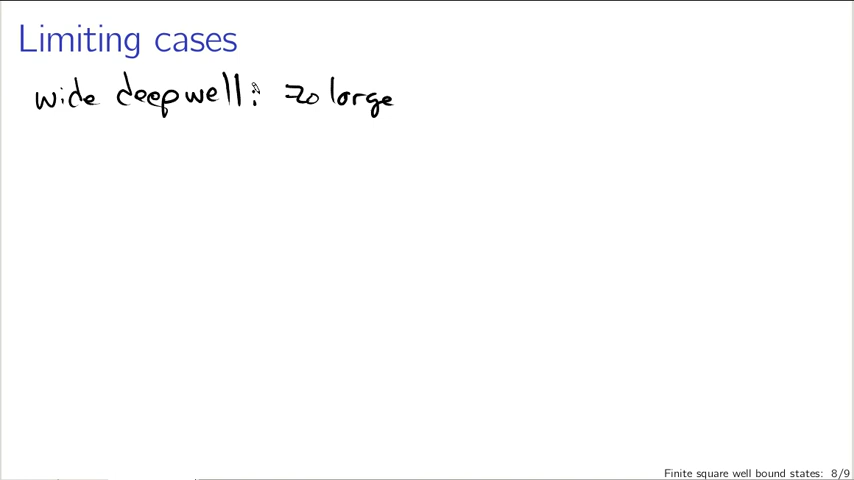 Limiting cases
wide deep well: z0 large
Finite square well bound states: 8/9